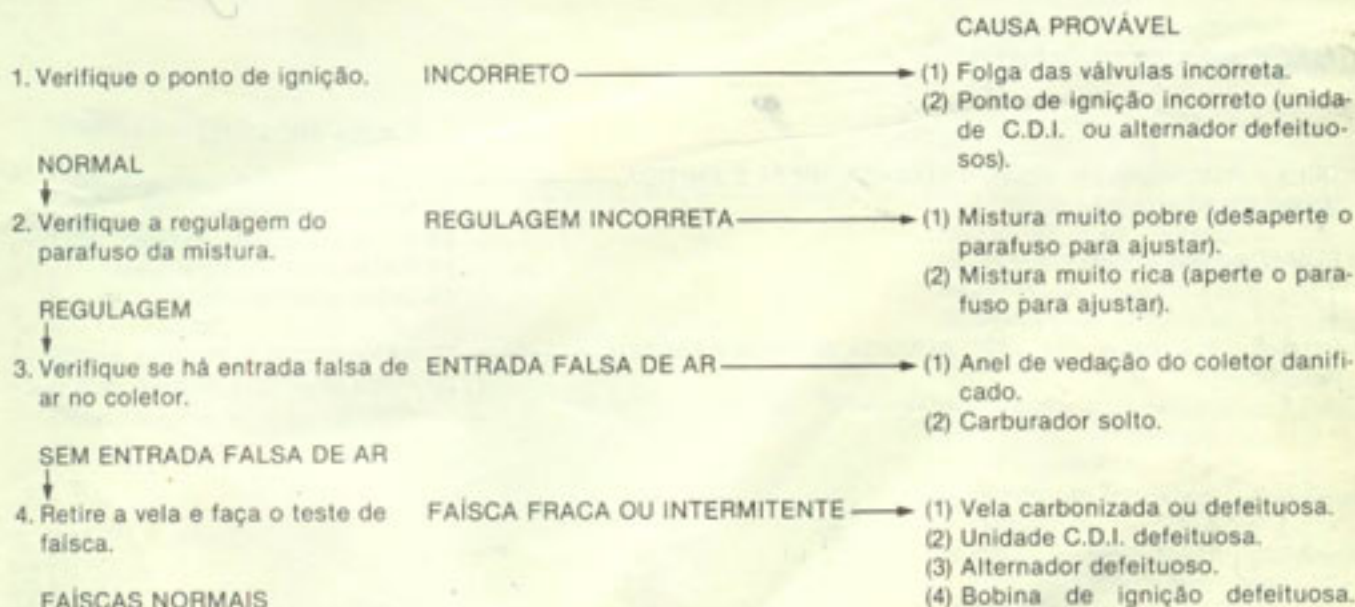 CAUSA PROVÁVEL
1. Verifique o ponto de ignição. INCORRETO (1) Folga das válvulas incorreta.
(2) Ponto de ignição incorreto (unida-
de C.D.I. ou alternador defeituo-
sos).
NORMAL
2. Verifique a regulagem do REGULAGEM INCORRETA (1) Mistura muito pobre (desaperte o
parafuso da mistura. parafuso para ajustar).
(2) Mistura muito rica (aperte o para-
REGULAGEM fuso para ajustar).
3. Verifique se há entrada falsa de ENTRADA FALSA DE AR (1) Anel de vedação do coletor danifi-
ar no coletor. cado.
(2) Carburador solto.
SEM ENTRADA FALSA DE AR
4. Retire a vela e faça o teste de FAÍSCA FRACA OU INTERMITENTE (1) Vela carbonizada ou defeituosa.
faísca. (2) Unidade C.D.I. defeituosa.
(3) Alternador defeituoso.
FAÍSCAS NORMAIS (4) Bobina de ignição defeituosa.